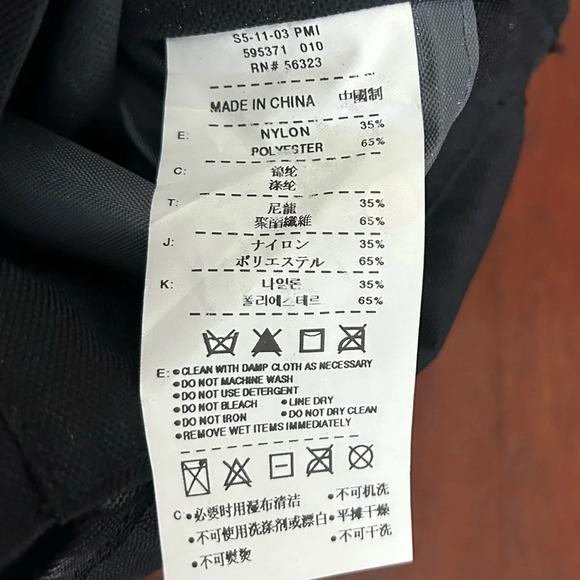 S5-11-03 PMI
595371 010
RN# 56323
MADE IN CHINA 中國制
E: NYLON 35%
POLYESTER 65%
C: 锦纶
涤纶
T: 尼龍 35%
聚酯纖維 65%
J: ナイロン 35%
ポリエステル 65%
K: 나일론 35%
폴리에스테르 65%
E: •CLEAN WITH DAMP CLOTH AS NECESSARY
•DO NOT MACHINE WASH
•DO NOT USE DETERGENT
•DO NOT BLEACH •LINE DRY
•DO NOT IRON •DO NOT DRY CLEAN
•REMOVE WET ITEMS IMMEDIATELY
C: •必要时用湿布清洁 •不可机洗
•不可使用洗涤剂或漂白 •平摊干燥
•不可熨烫 •不可干洗